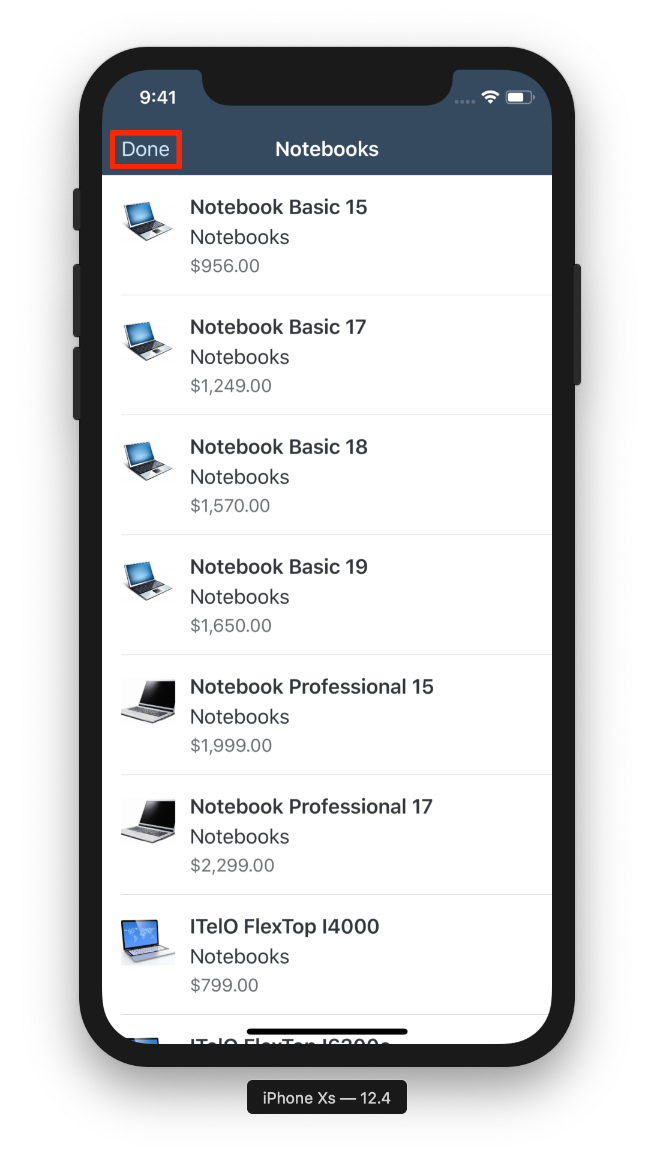 9:41
Done
Notebooks
Notebook Basic 15
Notebooks
$956.00
Notebook Basic 17
Notebooks
$1,249.00
Notebook Basic 18
Notebooks
$1,570.00
Notebook Basic 19
Notebooks
$1,650.00
Notebook Professional 15
Notebooks
$1,999.00
Notebook Professional 17
Notebooks
$2,299.00
ITelO FlexTop I4000
Notebooks
$799.00
ITelO FlexTop
iPhone Xs — 12.4